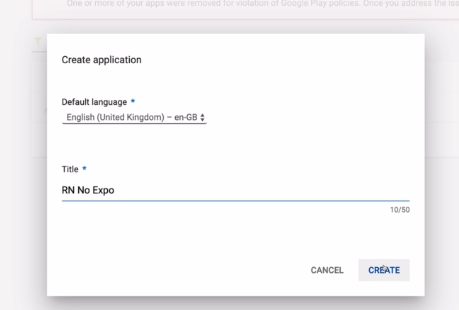 One or more of your apps were removed for violation of Google Play policies. Once you address the
Create application
Default language *
English (United Kingdom) – en-GB
Title *
RN No Expo
10/50
CANCEL CREATE